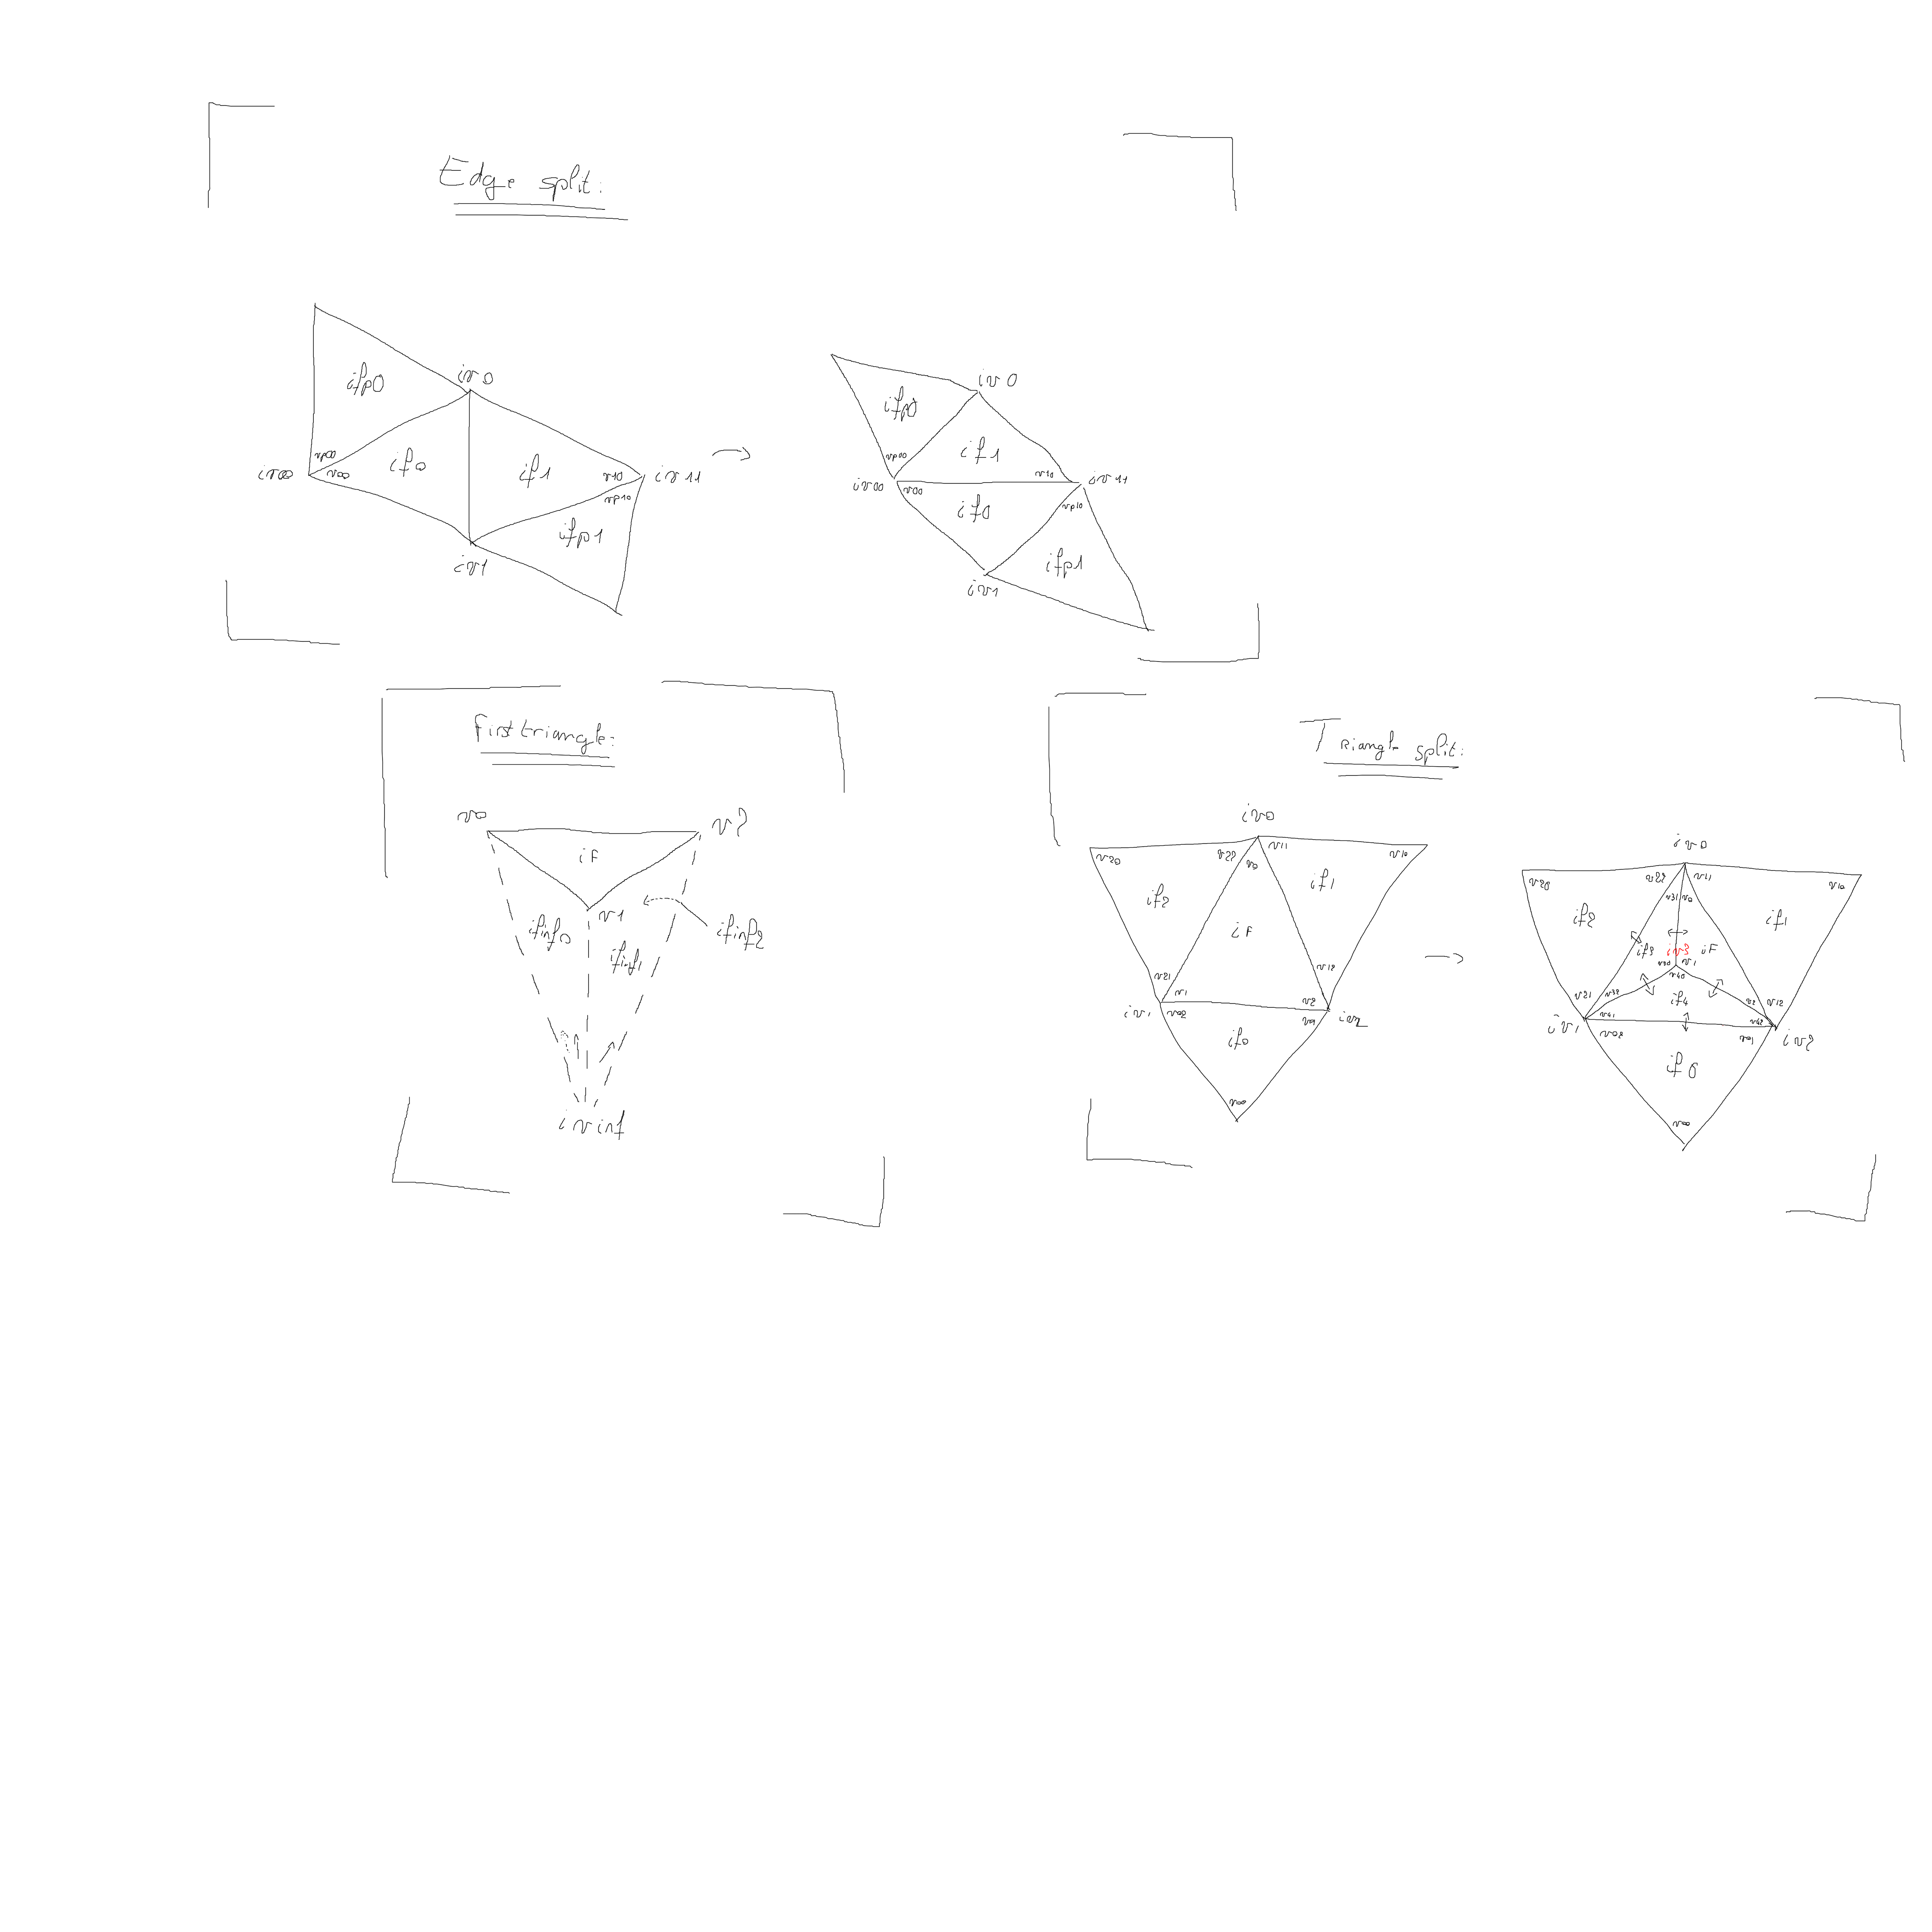 Edge split:
ifp0
iv0
iv00
vp00
v00
if0
if1
v10
iv11
vp10
ifp1
iv1
ifp0
iv0
vp00
if1
v10
iv11
iv00
v00
if0
vp10
ifp1
iv1
First triangle:
v0
v2
iF
v1
ifinf0
ifinf1
ifinf2
ivinf
Triangle split:
iv0
v20
v22
v0
v11
v10
if2
if1
iF
v21
v1
v12
v2
iv1
v02
v01
iv2
if0
v00
iv0
v20
v22
v11
v10
v31
v0
if2
if1
if3
iv3
iF
v30
v1
v40
v21
v32
if4
v2
v12
v41
v42
iv1
v02
v01
iv2
if0
v00